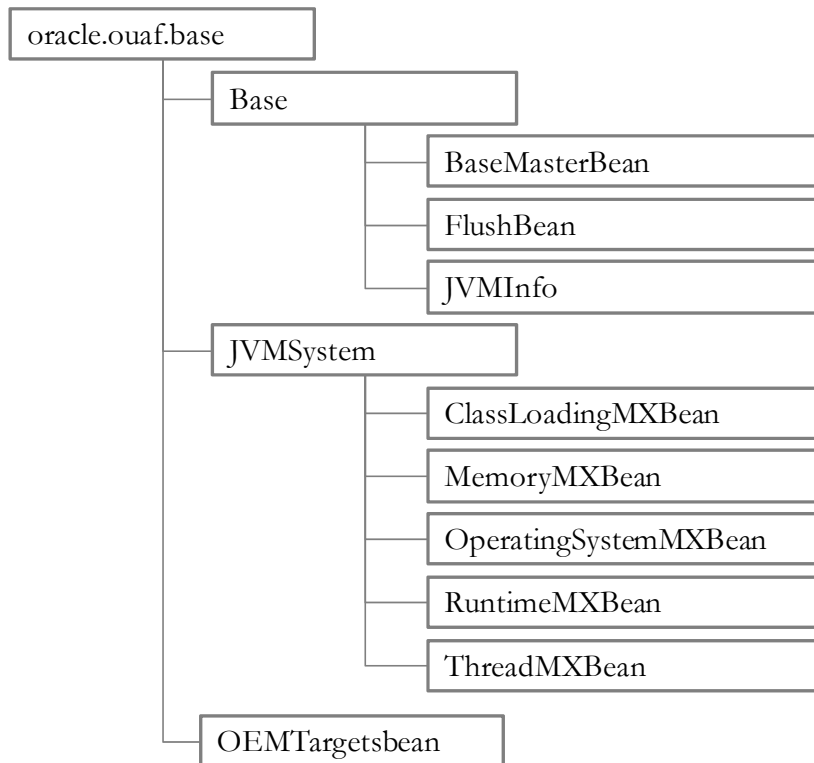 oracle.ouaf.base
Base
BaseMasterBean
FlushBean
JVMInfo
JVMSystem
ClassLoadingMXBean
MemoryMXBean
OperatingSystemMXBean
RuntimeMXBean
ThreadMXBean
OEMTargetsbean